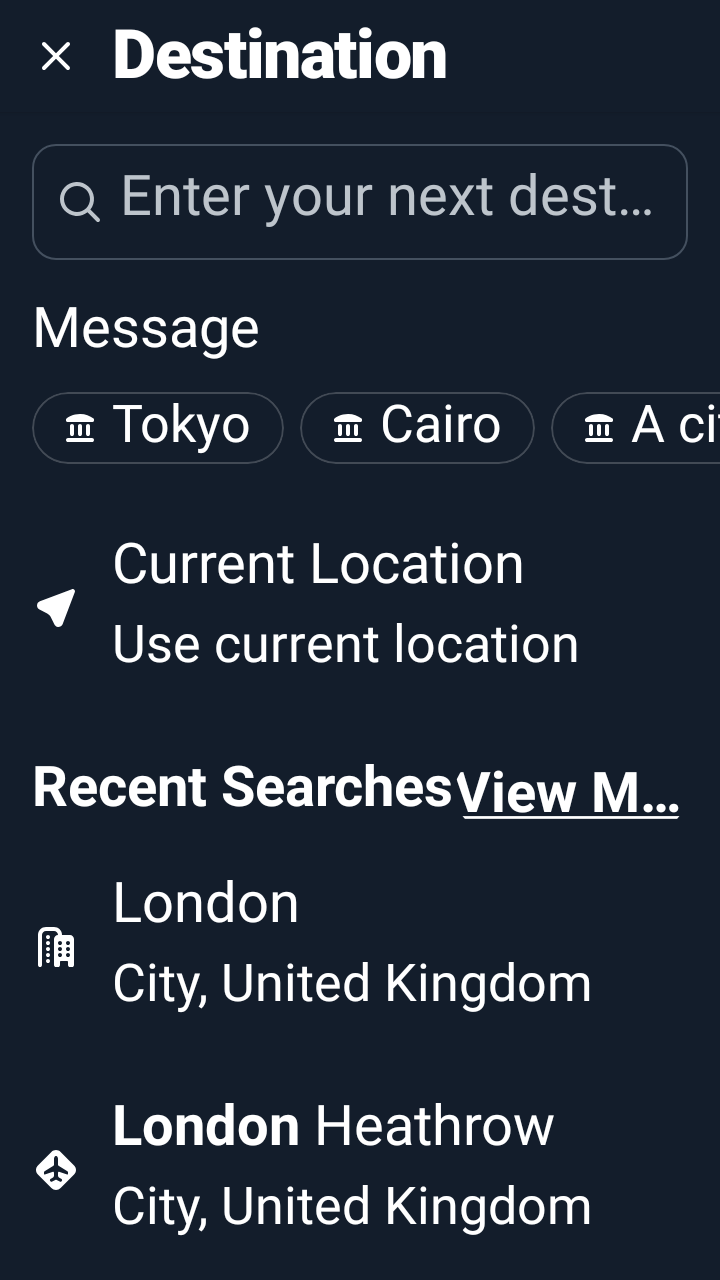 Destination
Enter your next dest...
Message
Tokyo Cairo A ci
Current Location
Use current location
Recent Searches View M...
London
City, United Kingdom
London Heathrow
City, United Kingdom